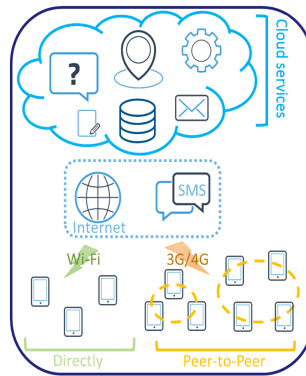 Cloud services
?
SMS
Internet
Wi-Fi
3G/4G
Directly
Peer-to-Peer